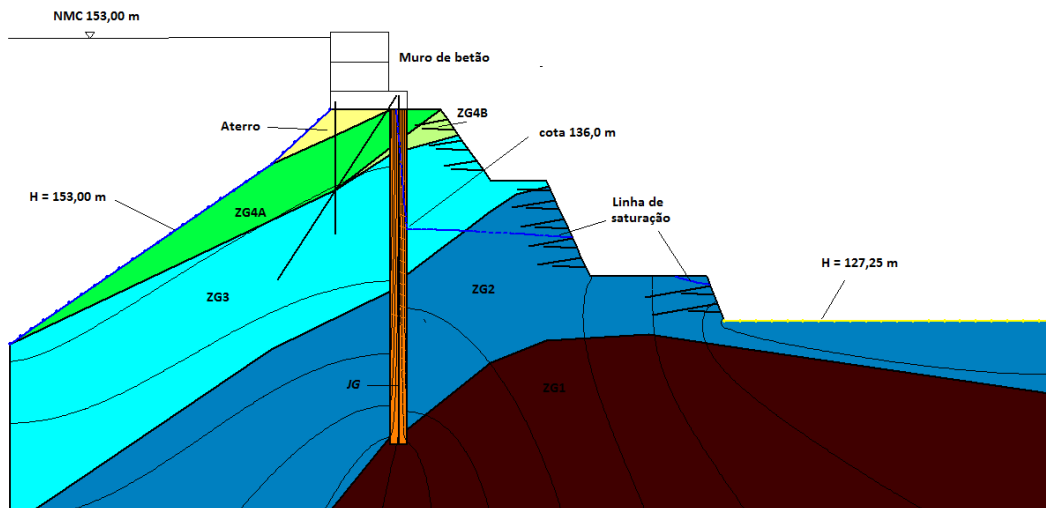 NMC 153,00 m
Muro de betão
ZG4B
Aterro
cota 136,0 m
H = 153,00 m
ZG4A
Linha de
saturação
H = 127,25 m
ZG3
ZG2
JG
ZG1